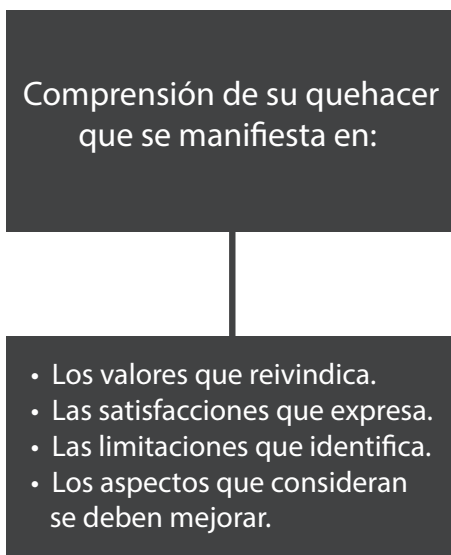 Comprensión de su quehacer
que se manifiesta en:
• Los valores que reivindica.
• Las satisfacciones que expresa.
• Las limitaciones que identifica.
• Los aspectos que consideran
se deben mejorar.